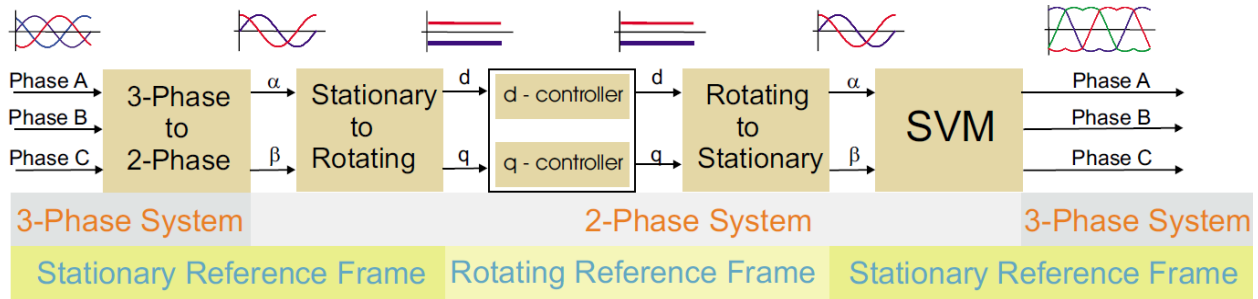 Phase A
Phase B
Phase C
3-Phase
to
2-Phase
α
β
Stationary
to
Rotating
d
q
d - controller
q - controller
d
q
Rotating
to
Stationary
α
β
SVM
Phase A
Phase B
Phase C
3-Phase System
2-Phase System
3-Phase System
Stationary Reference Frame
Rotating Reference Frame
Stationary Reference Frame